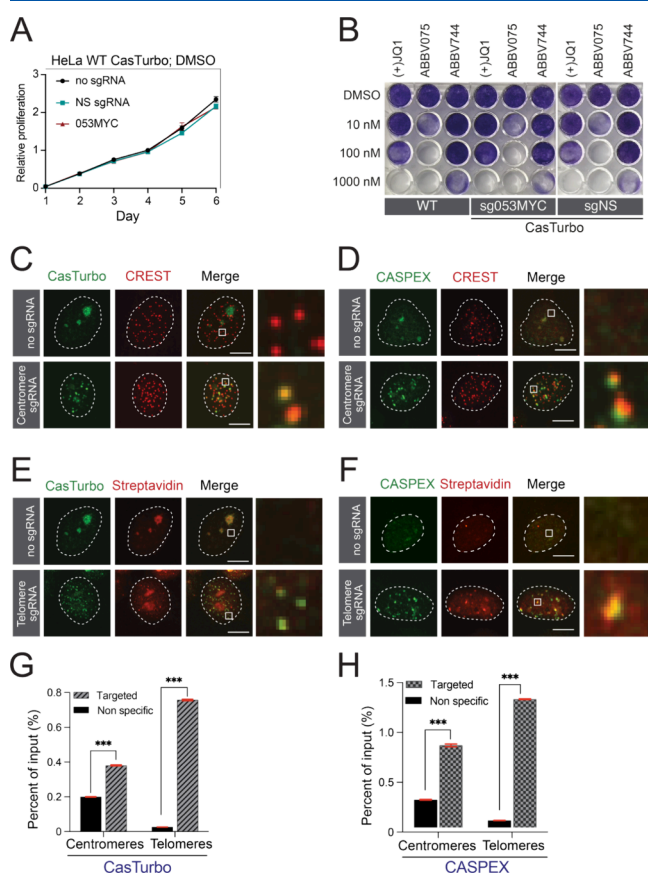 A
HeLa WT CasTurbo; DMSO
no sgRNA
NS sgRNA
053MYC
Relative proliferation
3
2
1
0
1 2 3 4 5 6
Day
B
(+)JQ1 ABBV075 ABBV744 (+)JQ1 ABBV075 ABBV744 (+)JQ1 ABBV075 ABBV744
DMSO
10 nM
100 nM
1000 nM
WT sg053MYC sgNS
CasTurbo
C
CasTurbo CREST Merge
no sgRNA
Centromere sgRNA
D
CASPEX CREST Merge
no sgRNA
Centromere sgRNA
E
CasTurbo Streptavidin Merge
no sgRNA
Telomere sgRNA
F
CASPEX Streptavidin Merge
no sgRNA
Telomere sgRNA
G
Targeted
Non specific
Percent of input (%)
0.8
0.6
0.4
0.2
0
***
***
Centromeres Telomeres
CasTurbo
H
Targeted
Non specific
Percent of input (%)
1.5
1.0
0.5
0
***
***
Centromeres Telomeres
CASPEX